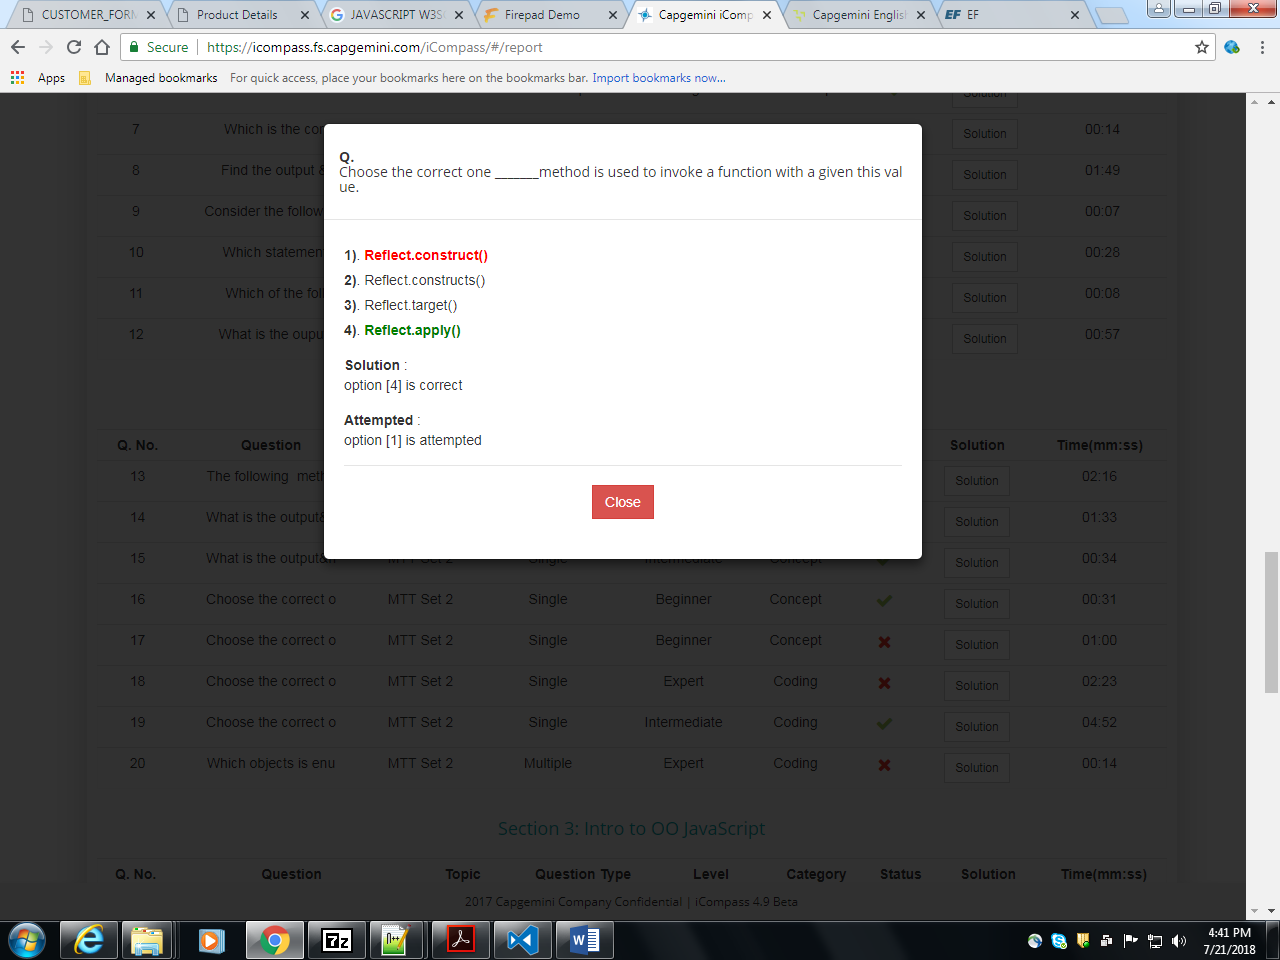 CUSTOMER_FORM
Product Details
JAVASCRIPT W3S
Firepad Demo
Capgemini iComp
Capgemini English
EF EF
Secure https://icompass.fs.capgemini.com/iCompass/#/report
Apps Managed bookmarks For quick access, place your bookmarks here on the bookmarks bar. Import bookmarks now...
Solution
7 Which is the cor Solution 00:14
8 Find the output & Solution 01:49
9 Consider the follow Solution 00:07
10 Which statemen Solution 00:28
11 Which of the foll Solution 00:08
12 What is the oupu Solution 00:57
Q.
Choose the correct one _______method is used to invoke a function with a given this val
ue.
1). Reflect.construct()
2). Reflect.constructs()
3). Reflect.target()
4). Reflect.apply()
Solution :
option [4] is correct
Attempted :
option [1] is attempted
Close
Q. No. Question Solution Time(mm:ss)
13 The following met Solution 02:16
14 What is the output& Solution 01:33
15 What is the output&n MTT Set 2 Single Intermediate Concept Solution 00:34
16 Choose the correct o MTT Set 2 Single Beginner Concept Solution 00:31
17 Choose the correct o MTT Set 2 Single Beginner Concept Solution 01:00
18 Choose the correct o MTT Set 2 Single Expert Coding Solution 02:23
19 Choose the correct o MTT Set 2 Single Intermediate Coding Solution 04:52
20 Which objects is enu MTT Set 2 Multiple Expert Coding Solution 00:14
Section 3: Intro to OO JavaScript
Q. No. Question Topic Question Type Level Category Status Solution Time(mm:ss)
2017 Capgemini Company Confidential | iCompass 4.9 Beta
4:41 PM
7/21/2018